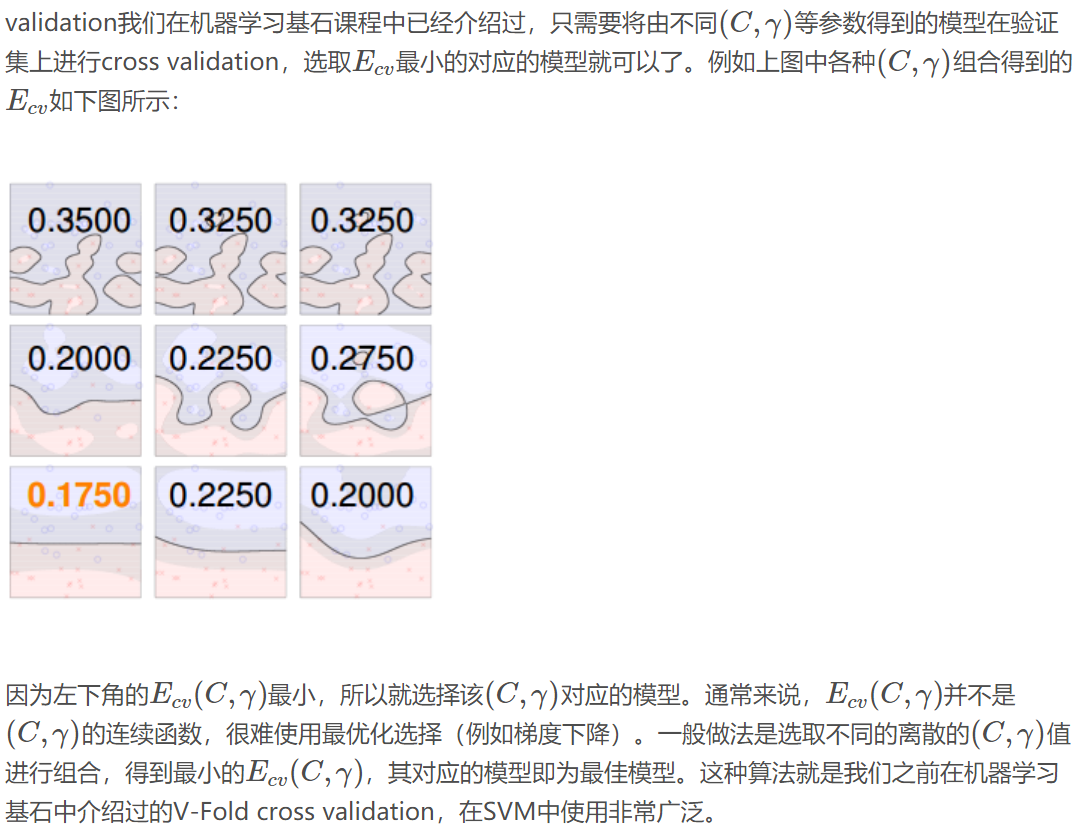 validation我们在机器学习基石课程中已经介绍过，只需要将由不同(C,γ)等参数得到的模型在验证
集上进行cross validation，选取E_{cv}最小的对应的模型就可以了。例如上图中各种(C,γ)组合得到的
E_{cv}如下图所示：
0.3500 0.3250 0.3250
0.2000 0.2250 0.2750
0.1750 0.2250 0.2000
因为左下角的E_{cv}(C,γ)最小，所以就选择该(C,γ)对应的模型。通常来说，E_{cv}(C,γ)并不是
(C,γ)的连续函数，很难使用最优化选择（例如梯度下降）。一般做法是选取不同的离散的(C,γ)值
进行组合，得到最小的E_{cv}(C,γ)，其对应的模型即为最佳模型。这种算法就是我们之前在机器学习
基石中介绍过的V-Fold cross validation，在SVM中使用非常广泛。